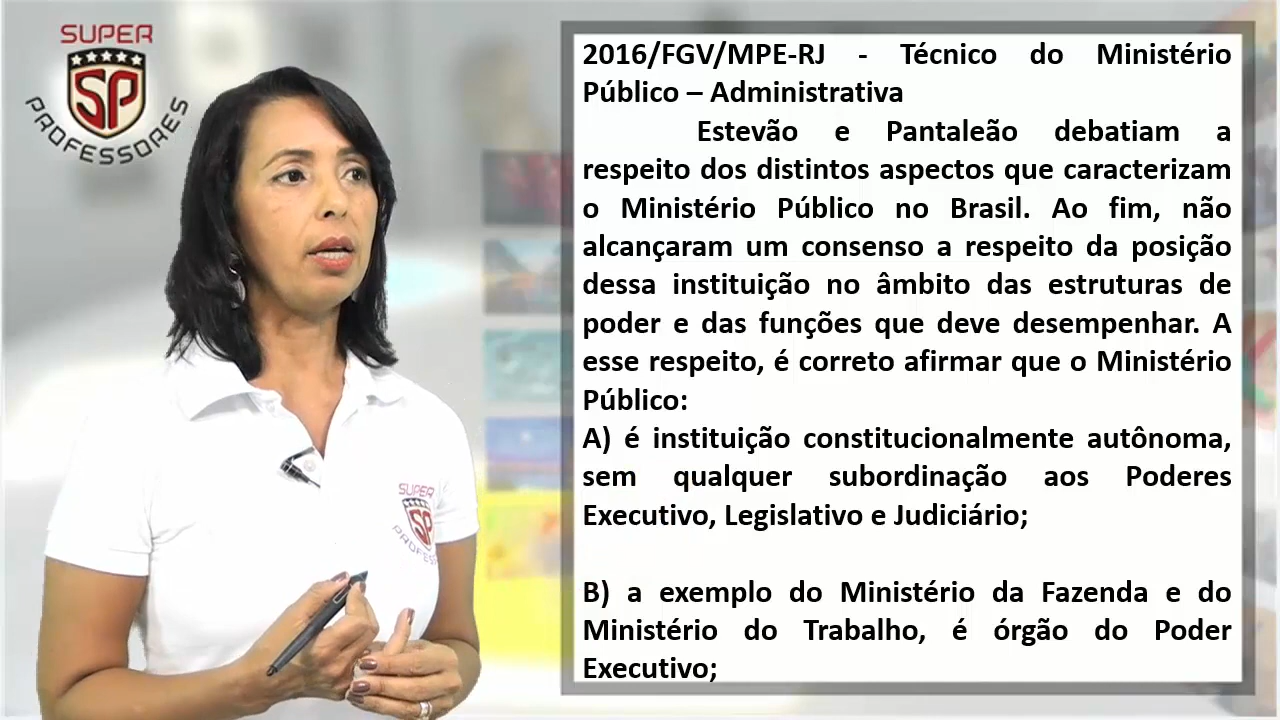 SUPER
SP
PROFESSORES
2016/FGV/MPE-RJ - Técnico do Ministério
Público – Administrativa
Estevão e Pantaleão debatiam a
respeito dos distintos aspectos que caracterizam
o Ministério Público no Brasil. Ao fim, não
alcançaram um consenso a respeito da posição
dessa instituição no âmbito das estruturas de
poder e das funções que deve desempenhar. A
esse respeito, é correto afirmar que o Ministério
Público:
A) é instituição constitucionalmente autônoma,
sem qualquer subordinação aos Poderes
Executivo, Legislativo e Judiciário;
B) a exemplo do Ministério da Fazenda e do
Ministério do Trabalho, é órgão do Poder
Executivo;
SUPER
SP